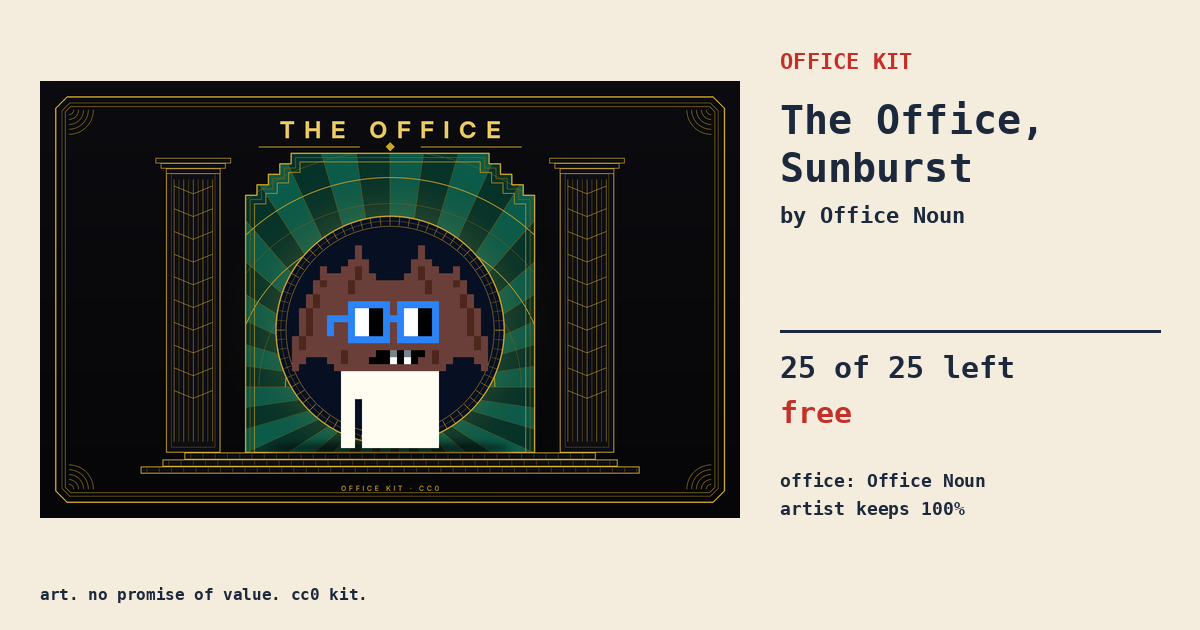 THE OFFICE
OFFICE KIT · CC0
OFFICE KIT
The Office,
Sunburst
by Office Noun
25 of 25 left
free
office: Office Noun
artist keeps 100%
art. no promise of value. cc0 kit.